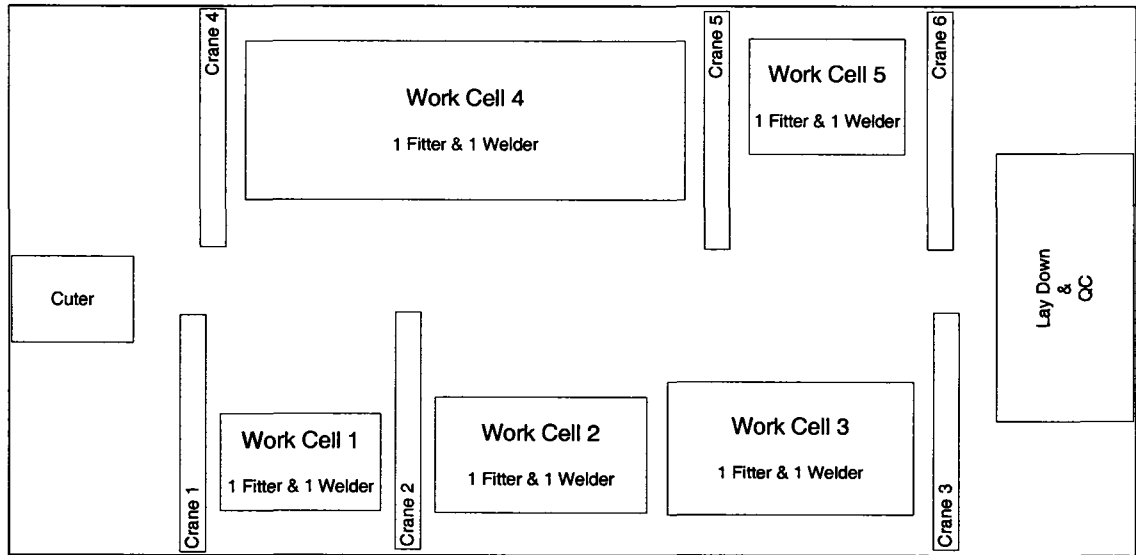 Crane 4
Work Cell 4
1 Fitter & 1 Welder
Crane 5
Work Cell 5
1 Fitter & 1 Welder
Crane 6
Cuter
Lay Down
&
QC
Crane 1
Work Cell 1
1 Fitter & 1 Welder
Crane 2
Work Cell 2
1 Fitter & 1 Welder
Work Cell 3
1 Fitter & 1 Welder
Crane 3